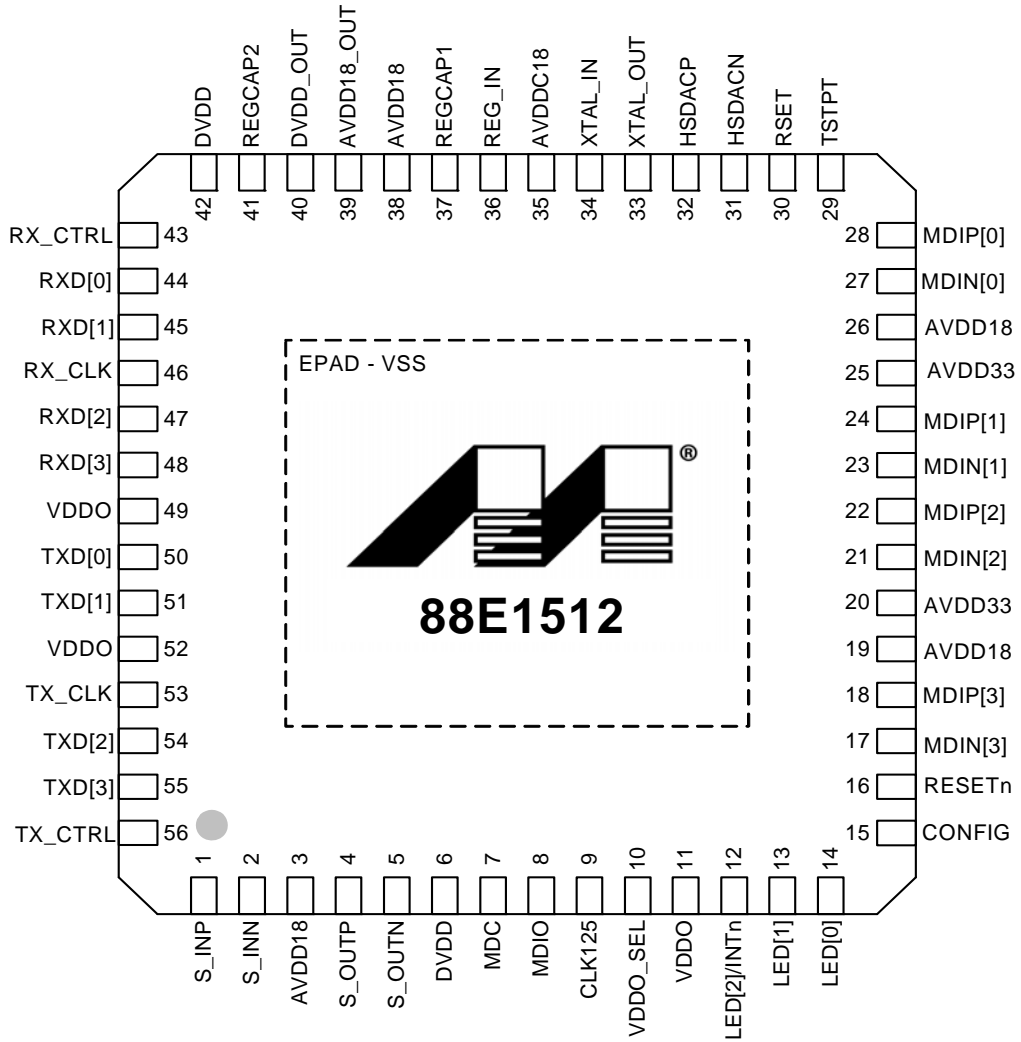 DVDD
REGCAP2
DVDD_OUT
AVDD18_OUT
AVDD18
REGCAP1
REG_IN
AVDDC18
XTAL_IN
XTAL_OUT
HSDACP
HSDACN
RSET
TSTPT
42
41
40
39
38
37
36
35
34
33
32
31
30
29
RX_CTRL 43
RXD[0] 44
RXD[1] 45
RX_CLK 46
RXD[2] 47
RXD[3] 48
VDDO 49
TXD[0] 50
TXD[1] 51
VDDO 52
TX_CLK 53
TXD[2] 54
TXD[3] 55
TX_CTRL 56
EPAD - VSS
®
88E1512
28 MDIP[0]
27 MDIN[0]
26 AVDD18
25 AVDD33
24 MDIP[1]
23 MDIN[1]
22 MDIP[2]
21 MDIN[2]
20 AVDD33
19 AVDD18
18 MDIP[3]
17 MDIN[3]
16 RESETn
15 CONFIG
1
2
3
4
5
6
7
8
9
10
11
12
13
14
S_INP
S_INN
AVDD18
S_OUTP
S_OUTN
DVDD
MDC
MDIO
CLK125
VDDO_SEL
VDDO
LED[2]/INTn
LED[1]
LED[0]